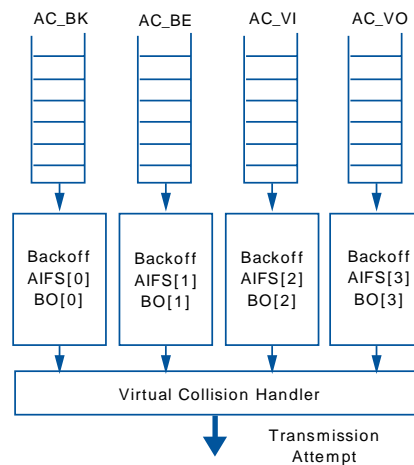 AC_BK AC_BE AC_VI AC_VO
Backoff
AIFS[0]
BO[0]
Backoff
AIFS[1]
BO[1]
Backoff
AIFS[2]
BO[2]
Backoff
AIFS[3]
BO[3]
Virtual Collision Handler
Transmission
Attempt